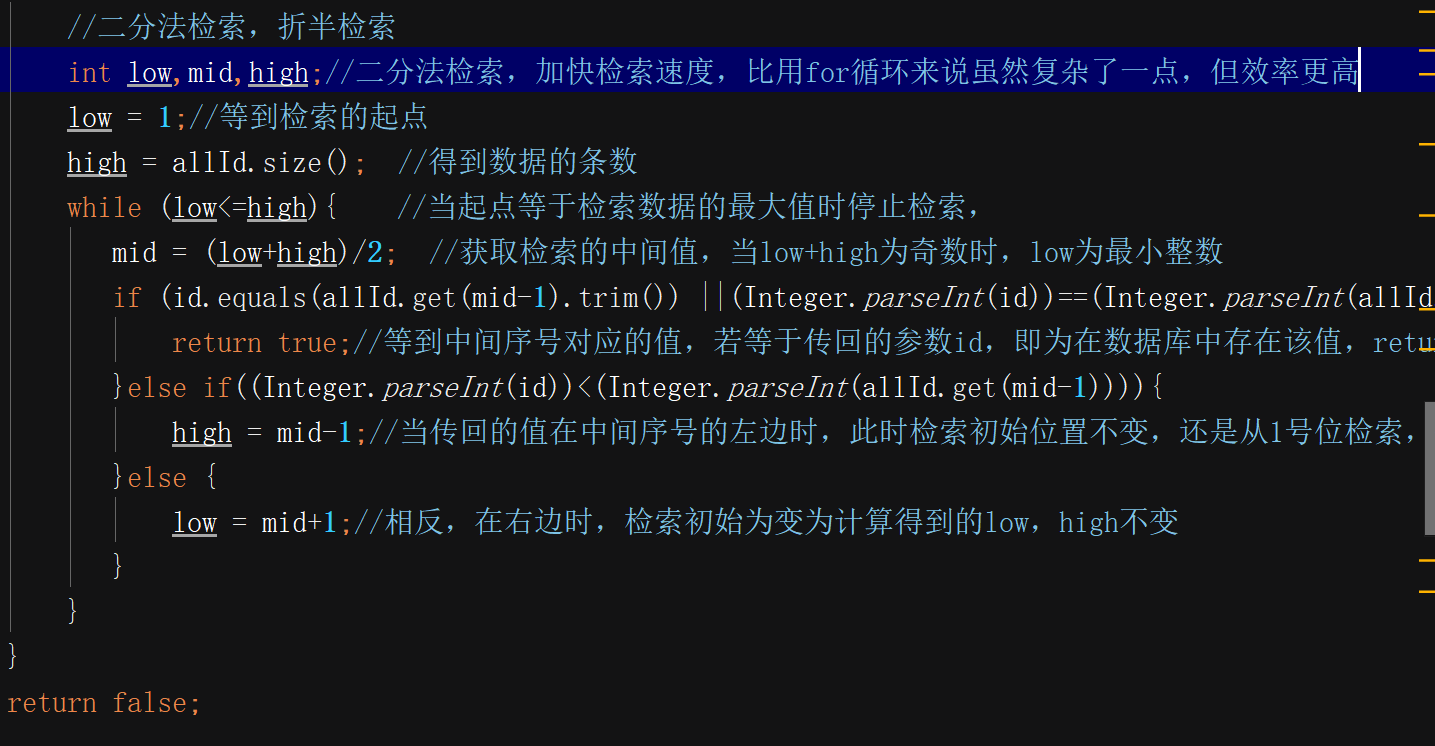 //二分法检索，折半检索
int low,mid,high;//二分法检索，加快检索速度，比用for循环来说虽然复杂了一点，但效率更高
low = 1;//等到检索的起点
high = allId.size();  //得到数据的条数
while (low<=high){    //当起点等于检索数据的最大值时停止检索，
mid = (low+high)/2;  //获取检索的中间值，当low+high为奇数时，low为最小整数
if (id.equals(allId.get(mid-1).trim()) ||(Integer.parseInt(id))==(Integer.parseInt(allId
return true;//等到中间序号对应的值，若等于传回的参数id，即为在数据库中存在该值，retu
}else if((Integer.parseInt(id))<(Integer.parseInt(allId.get(mid-1)))){
high = mid-1;//当传回的值在中间序号的左边时，此时检索初始位置不变，还是从1号位检索，
}else {
low = mid+1;//相反，在右边时，检索初始为变为计算得到的low，high不变
}
}
}
return false;